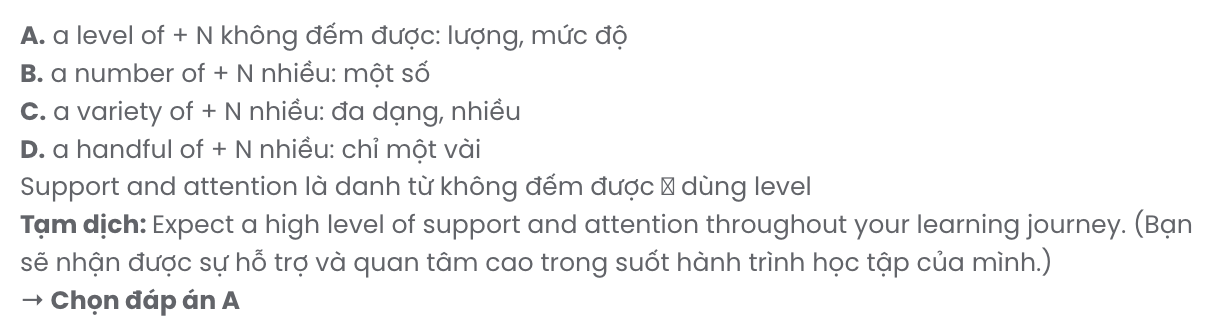 A. a level of + N không đếm được: lượng, mức độ
B. a number of + N nhiều: một số
C. a variety of + N nhiều: đa dạng, nhiều
D. a handful of + N nhiều: chỉ một vài
Support and attention là danh từ không đếm được  dùng level
Tạm dịch: Expect a high level of support and attention throughout your learning journey. (Bạn
sẽ nhận được sự hỗ trợ và quan tâm cao trong suốt hành trình học tập của mình.)
→ Chọn đáp án A